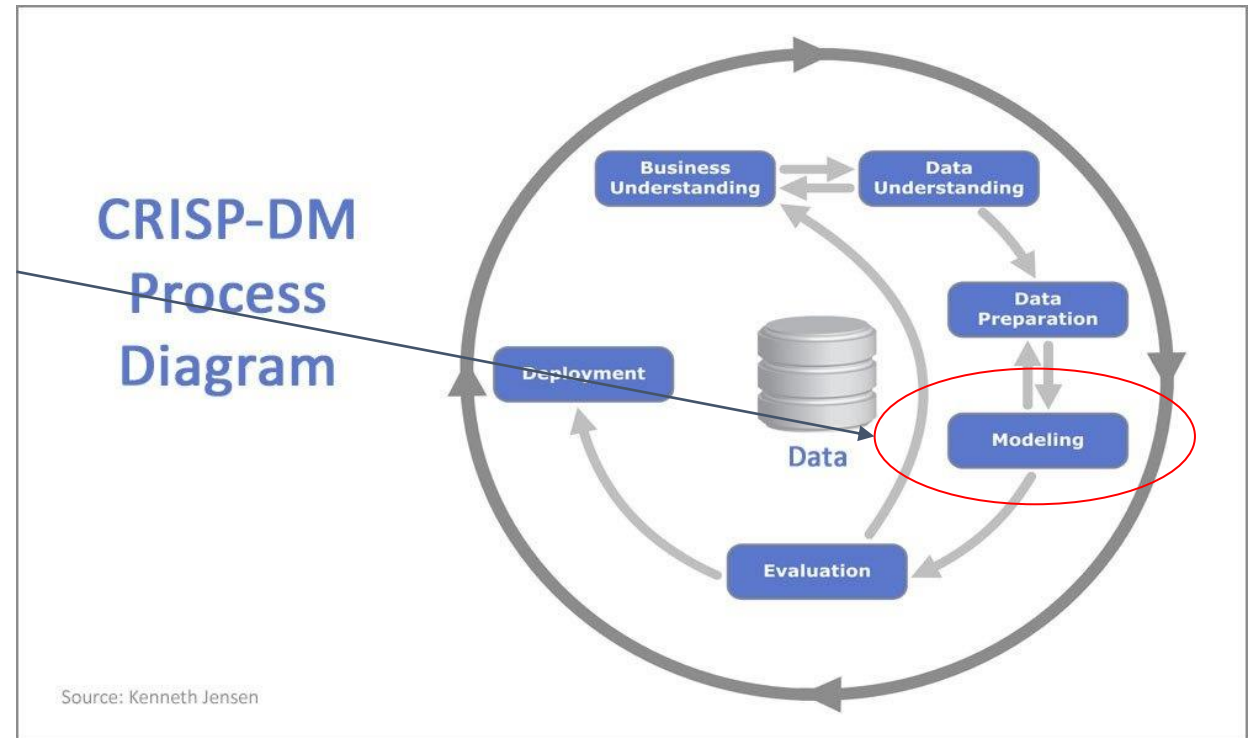 CRISP-DM
Process
Diagram
Business
Understanding
Data
Understanding
Data
Preparation
Modeling
Evaluation
Deployment
Data
Source: Kenneth Jensen